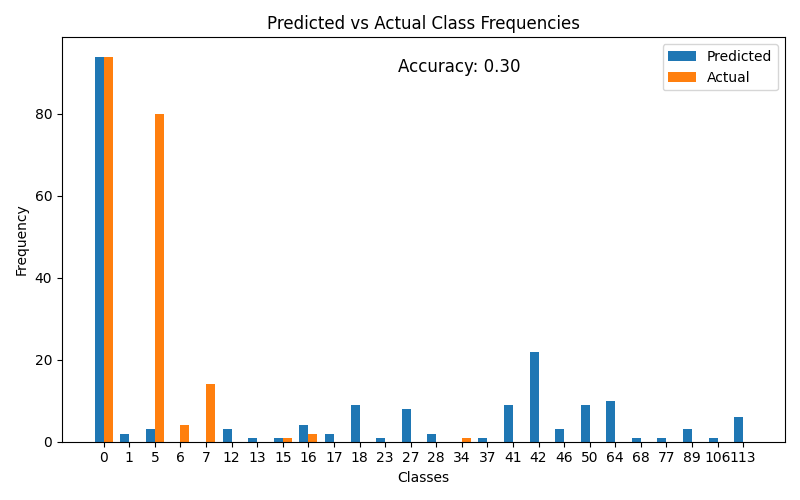 Predicted vs Actual Class Frequencies
Accuracy: 0.30
Predicted
Actual
Frequency
80
60
40
20
0
0 1 5 6 7 12 13 15 16 17 18 23 27 28 34 37 41 42 46 50 64 68 77 89 106 113
Classes